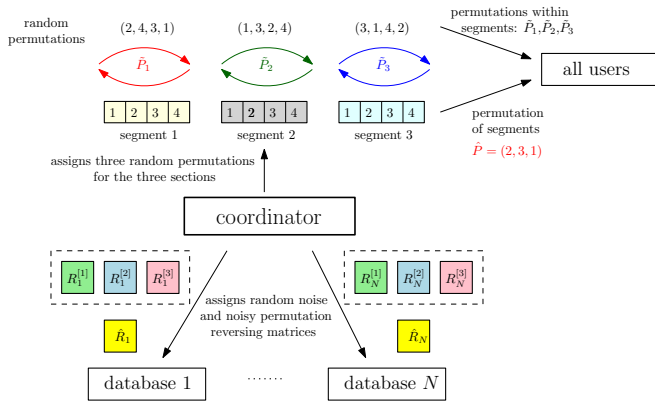 random
permutations
(2, 4, 3, 1)
(1, 3, 2, 4)
(3, 1, 4, 2)
permutations within
segments: P̃₁,P̃₂,P̃₃
P̃₁
P̃₂
P̃₃
all users
1 2 3 4
1 2 3 4
1 2 3 4
segment 1
segment 2
segment 3
permutation
of segments
P̂ = (2, 3, 1)
assigns three random permutations
for the three sections
coordinator
R₁^[1] R₁^[2] R₁^[3]
R_N^[1] R_N^[2] R_N^[3]
assigns random noise
and noisy permutation
reversing matrices
R̂₁
R̂_N
database 1
.......
database N